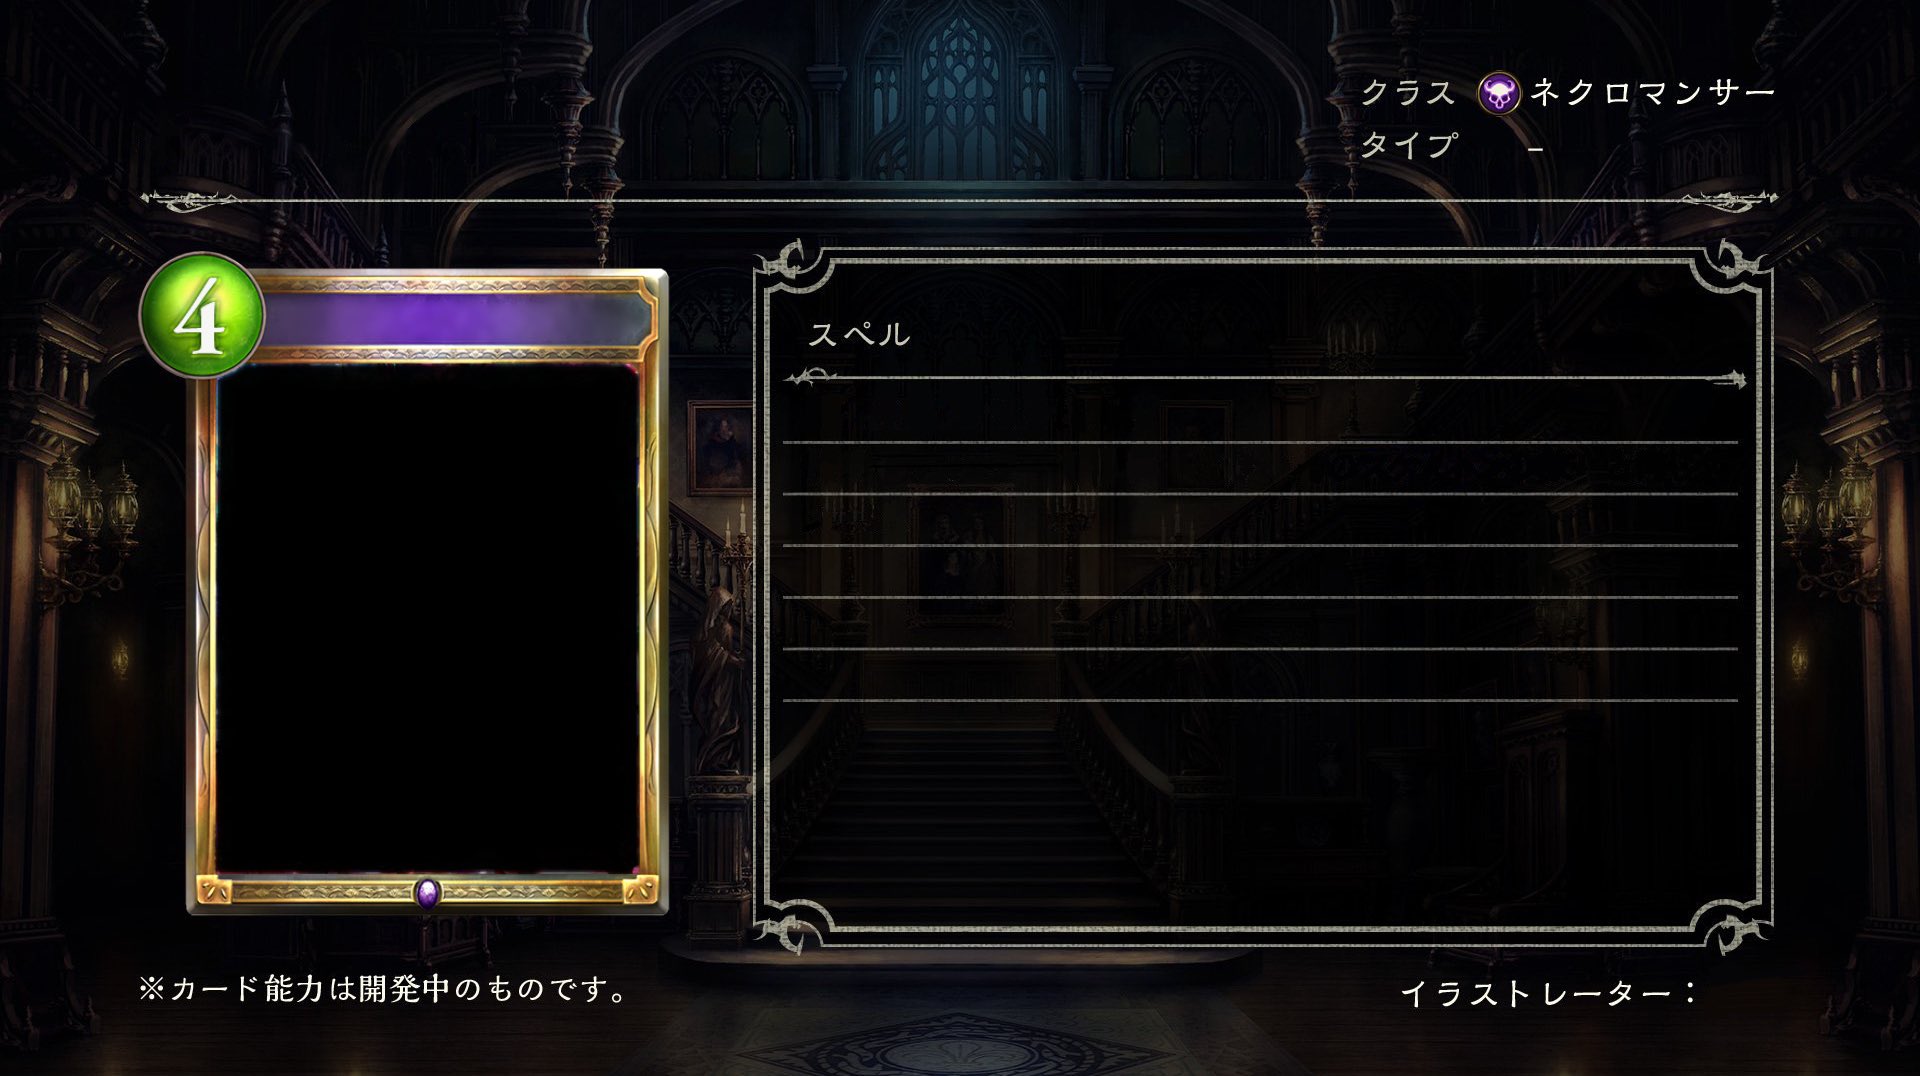 クラス ネクロマンサー
タイプ －
4
スペル
※カード能力は開発中のものです。
イラストレーター：